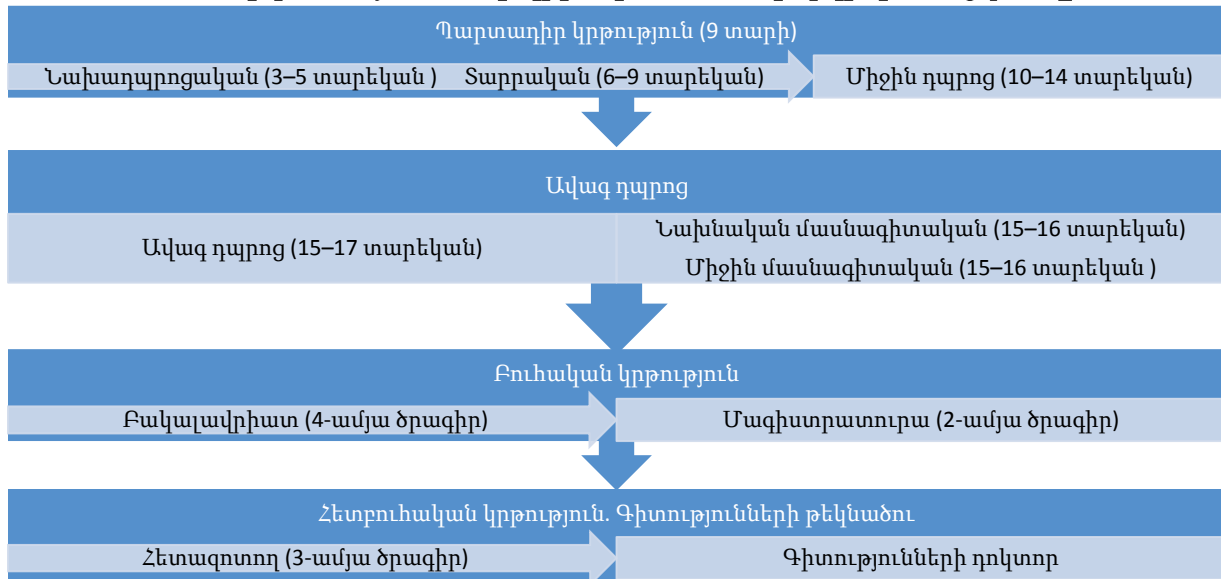 Պարտադիր կրթություն (9 տարի)
Նախադպրոցական (3–5 տարեկան ) Տարրական (6–9 տարեկան) Միջին դպրոց (10–14 տարեկան)
Ավագ դպրոց
Ավագ դպրոց (15–17 տարեկան)
Նախնական մասնագիտական (15–16 տարեկան)
Միջին մասնագիտական (15–16 տարեկան )
Բուհական կրթություն
Բակալավրիատ (4-ամյա ծրագիր) Մագիստրատուրա (2-ամյա ծրագիր)
Հետբուհական կրթություն. Գիտությունների թեկնածու
Հետազոտող (3-ամյա ծրագիր) Գիտությունների դոկտոր